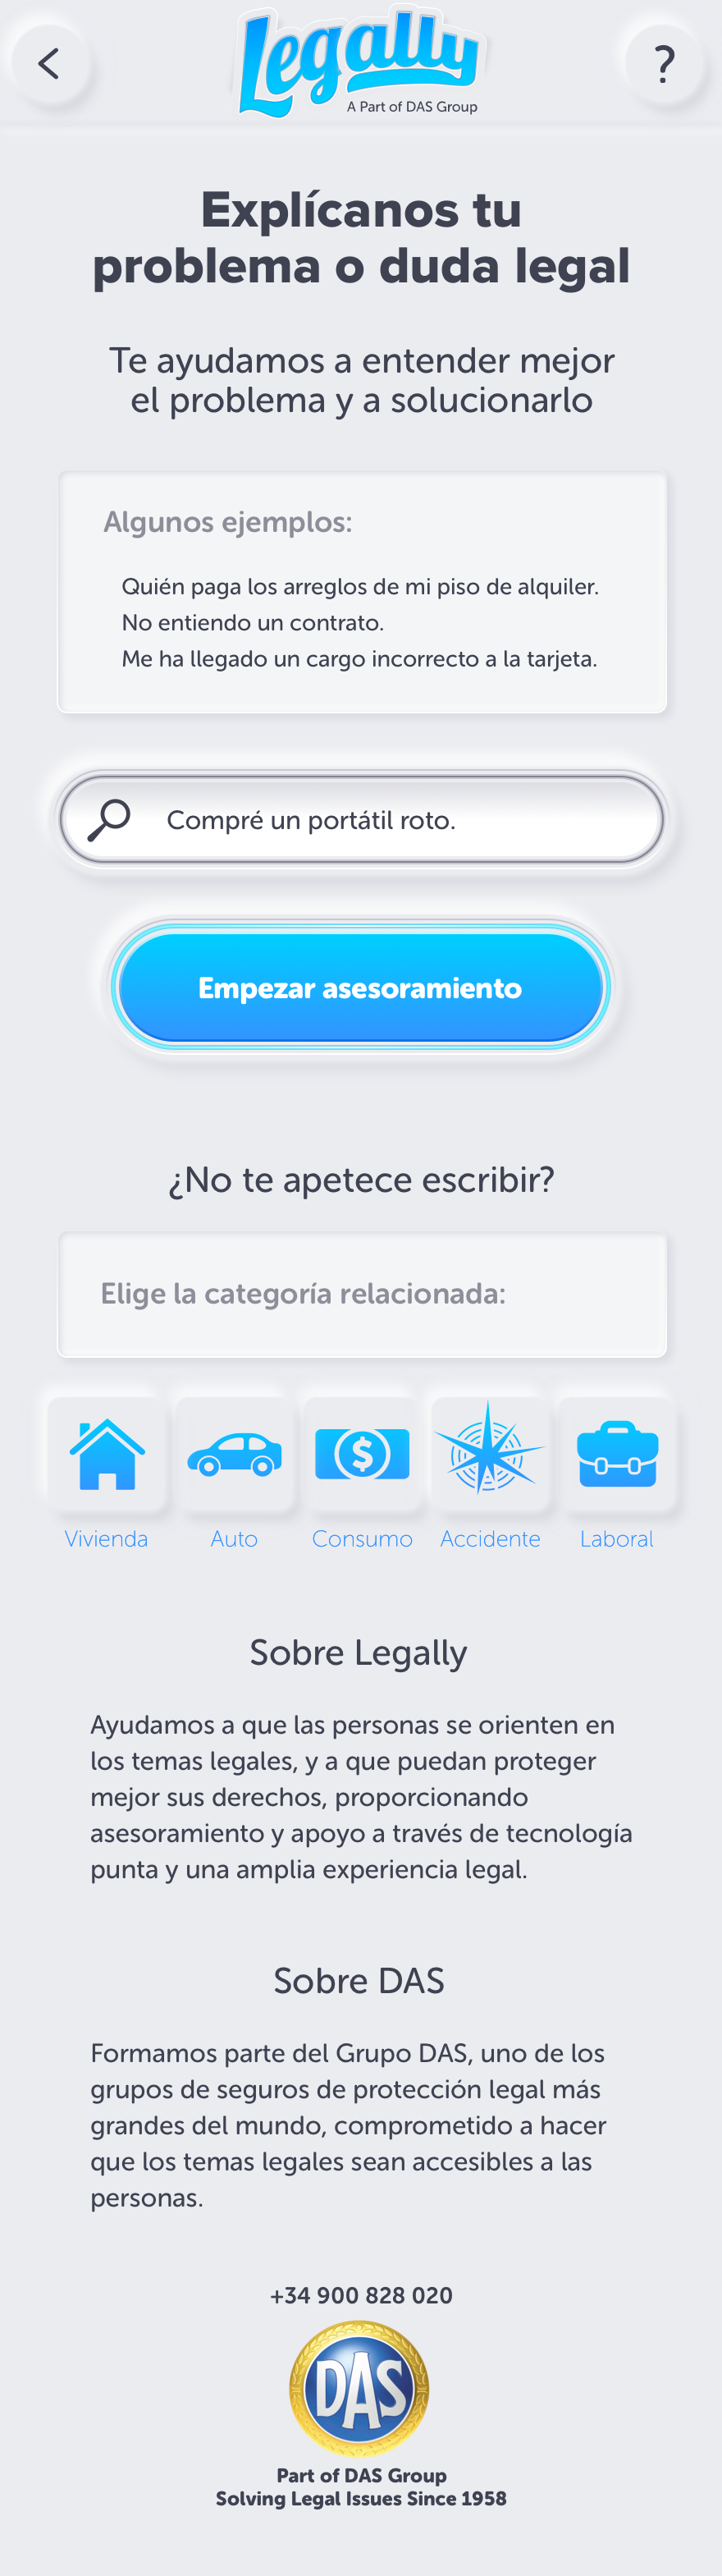 Legally
A Part of DAS Group
?
Explícanos tu
problema o duda legal
Te ayudamos a entender mejor
el problema y a solucionarlo
Algunos ejemplos:
Quién paga los arreglos de mi piso de alquiler.
No entiendo un contrato.
Me ha llegado un cargo incorrecto a la tarjeta.
Compré un portátil roto.
Empezar asesoramiento
¿No te apetece escribir?
Elige la categoría relacionada:
$
Vivienda Auto Consumo Accidente Laboral
Sobre Legally
Ayudamos a que las personas se orienten en
los temas legales, y a que puedan proteger
mejor sus derechos, proporcionando
asesoramiento y apoyo a través de tecnología
punta y una amplia experiencia legal.
Sobre DAS
Formamos parte del Grupo DAS, uno de los
grupos de seguros de protección legal más
grandes del mundo, comprometido a hacer
que los temas legales sean accesibles a las
personas.
+34 900 828 020
DAS
Part of DAS Group
Solving Legal Issues Since 1958